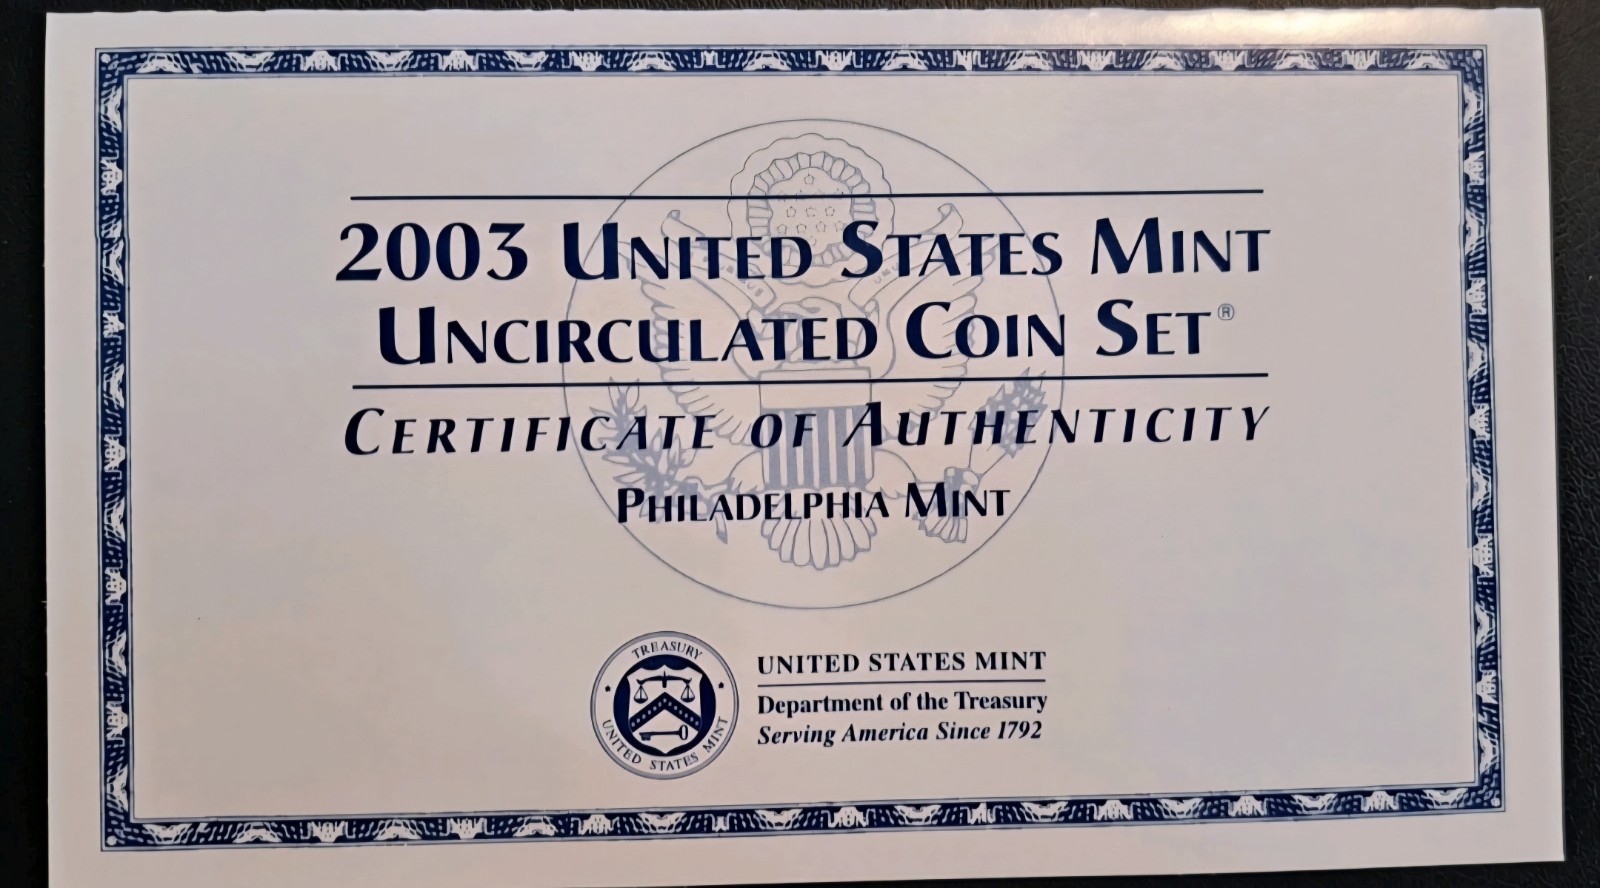 2003 UNITED STATES MINT
UNCIRCULATED COIN SET®
CERTIFICATE OF AUTHENTICITY
PHILADELPHIA MINT
TREASURY
UNITED STATES MINT
UNITED STATES MINT
Department of the Treasury
Serving America Since 1792